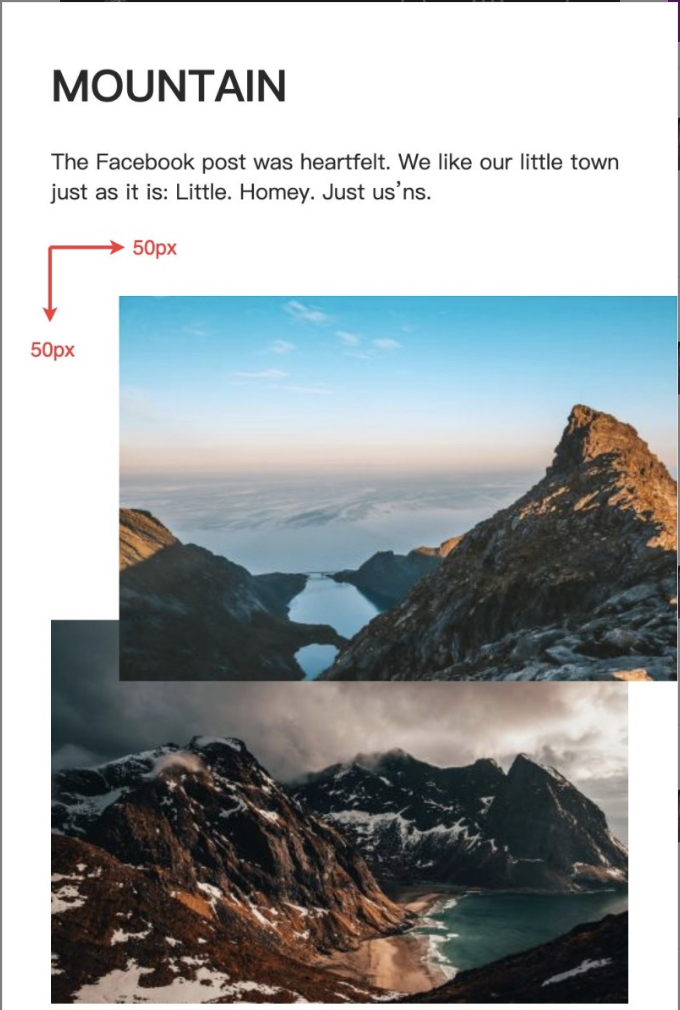 MOUNTAIN
The Facebook post was heartfelt. We like our little town
just as it is: Little. Homey. Just us’ns.
50px
50px